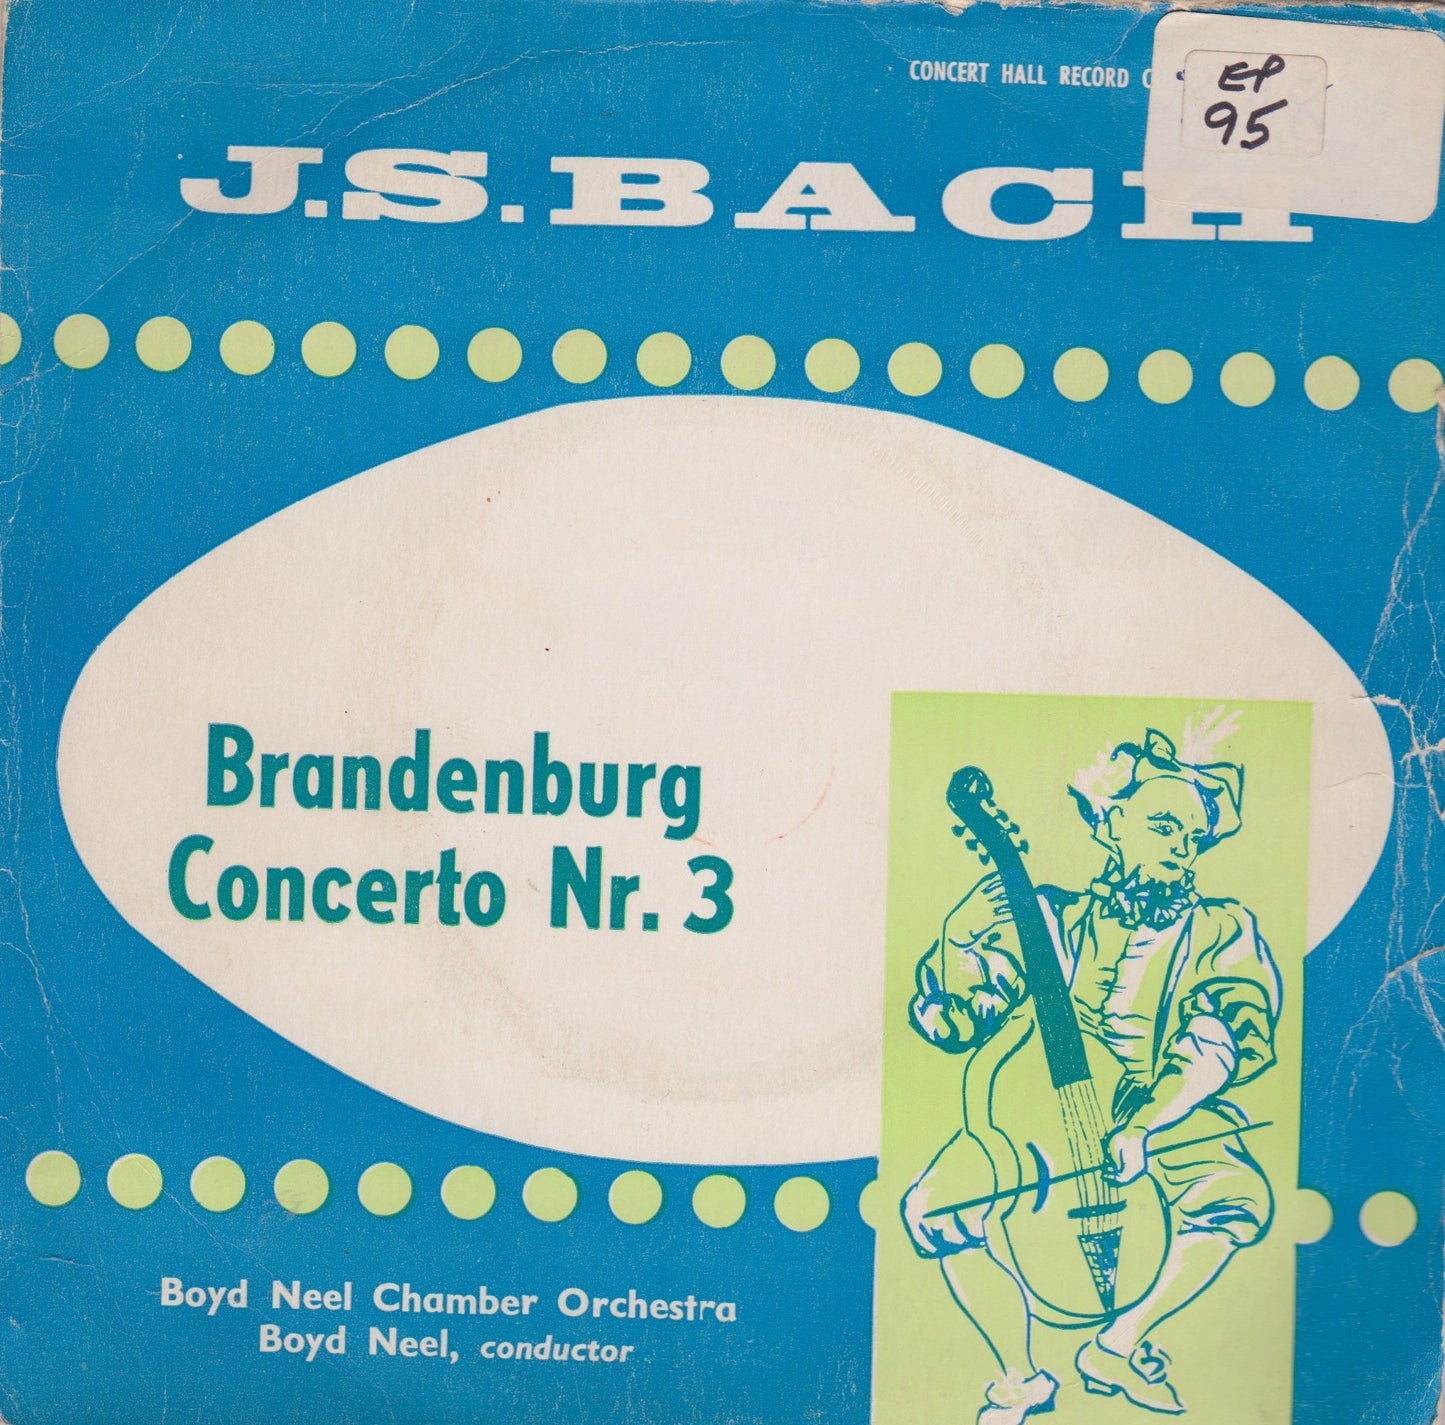 CONCERT HALL RECORD
EP
95
J.S. BACH
Brandenburg
Concerto Nr. 3
Boyd Neel Chamber Orchestra
Boyd Neel, conductor